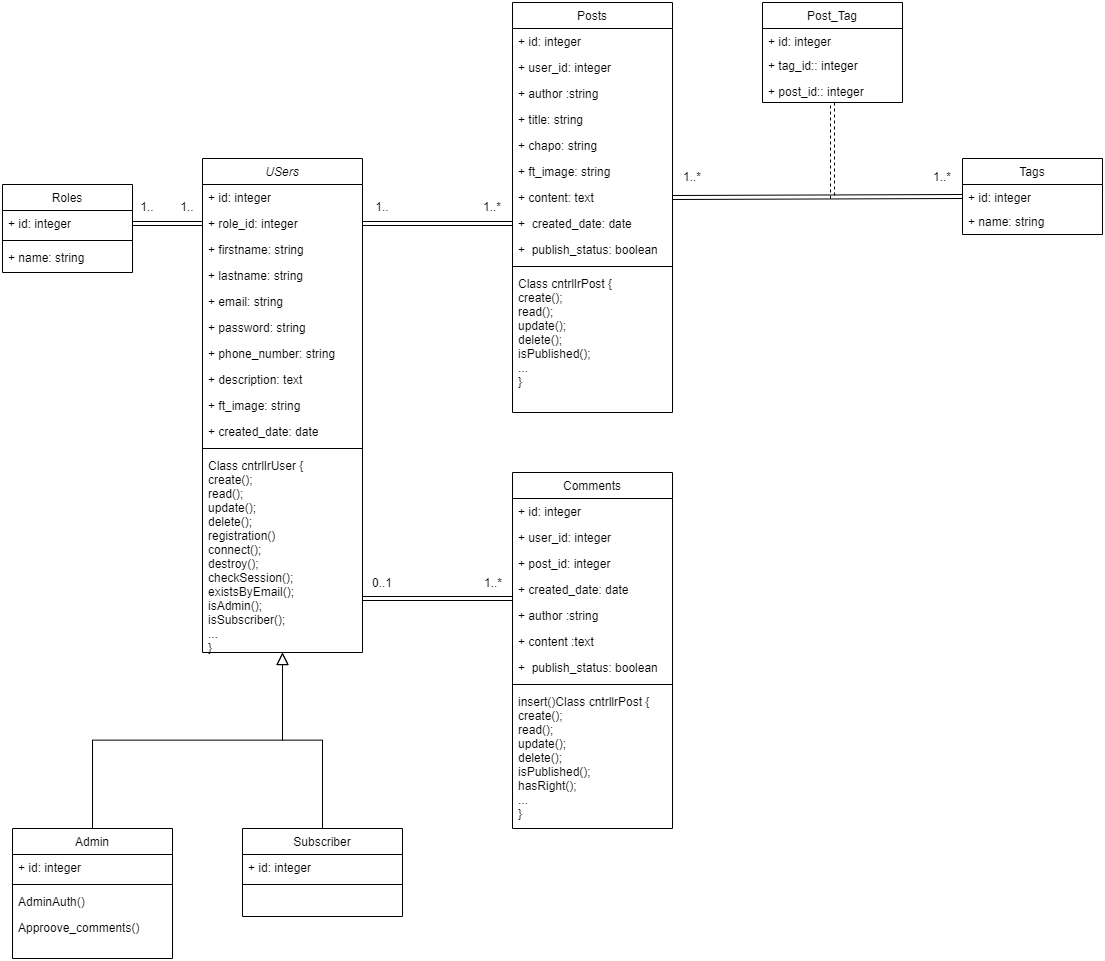 Posts
+ id: integer
+ user_id: integer
+ author :string
+ title: string
+ chapo: string
+ ft_image: string
+ content: text
+ created_date: date
+ publish_status: boolean
Class cntrllrPost {
create();
read();
update();
delete();
isPublished();
...
}
Post_Tag
+ id: integer
+ tag_id:: integer
+ post_id:: integer
Tags
+ id: integer
+ name: string
1..*
1..*
Roles
+ id: integer
+ name: string
1..
1..
USers
+ id: integer
+ role_id: integer
+ firstname: string
+ lastname: string
+ email: string
+ password: string
+ phone_number: string
+ description: text
+ ft_image: string
+ created_date: date
Class cntrllrUser {
create();
read();
update();
delete();
registration()
connect();
destroy();
checkSession();
existsByEmail();
isAdmin();
isSubscriber();
...
}
1..
1..*
0..1
1..*
Comments
+ id: integer
+ user_id: integer
+ post_id: integer
+ created_date: date
+ author :string
+ content :text
+ publish_status: boolean
insert()Class cntrllrPost {
create();
read();
update();
delete();
isPublished();
hasRight();
...
}
Admin
+ id: integer
AdminAuth()
Approove_comments()
Subscriber
+ id: integer